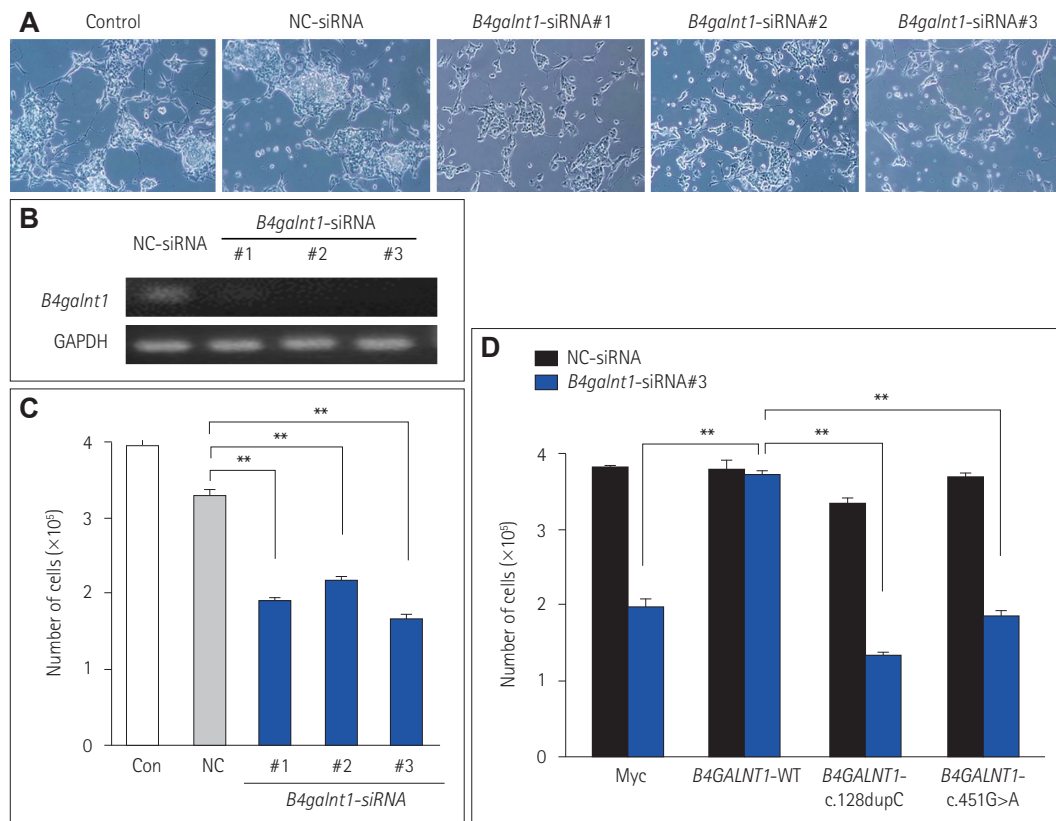 A
Control
NC-siRNA
B4galnt1-siRNA#1
B4galnt1-siRNA#2
B4galnt1-siRNA#3
B
B4galnt1-siRNA
NC-siRNA
#1 #2 #3
B4galnt1
GAPDH
C
Number of cells (×10⁵)
4
3
2
1
0
**
**
**
Con NC #1 #2 #3
B4galnt1-siRNA
D
NC-siRNA
B4galnt1-siRNA#3
Number of cells (×10⁵)
4
3
2
1
0
**
**
**
Myc
B4GALNT1-WT
B4GALNT1-
c.128dupC
B4GALNT1-
c.451G>A